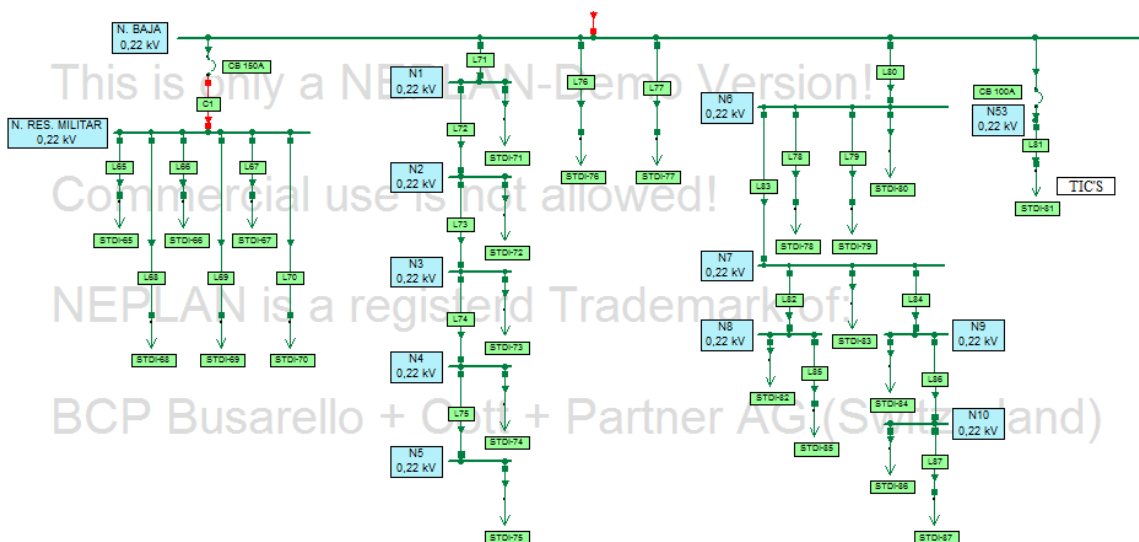 N. BAJA
0,22 kV
CB 150A
C1
N. RES. MILITAR
0,22 kV
L65
L66
L67
STDI-65
STDI-66
STDI-67
L68
L69
L70
STDI-68
STDI-69
STDI-70
L71
N1
0,22 kV
L72
STDI-71
N2
0,22 kV
L73
STDI-72
N3
0,22 kV
L74
STDI-73
N4
0,22 kV
L75
STDI-74
N5
0,22 kV
STDI-75
L76
L77
STDI-76
STDI-77
L80
N6
0,22 kV
L78
L79
L83
STDI-80
STDI-78
STDI-79
N7
0,22 kV
L82
L84
STDI-83
N8
0,22 kV
L85
STDI-82
STDI-85
N9
0,22 kV
L86
STDI-84
N10
0,22 kV
L87
STDI-86
STDI-87
CB 100A
N53
0,22 kV
L81
STDI-81
TIC'S
This is only a NEPLAN-Demo Version!
Commercial use is not allowed!
NEPLAN is a registerd Trademark of:
BCP Busarello + Cott + Partner AG (Switzerland)